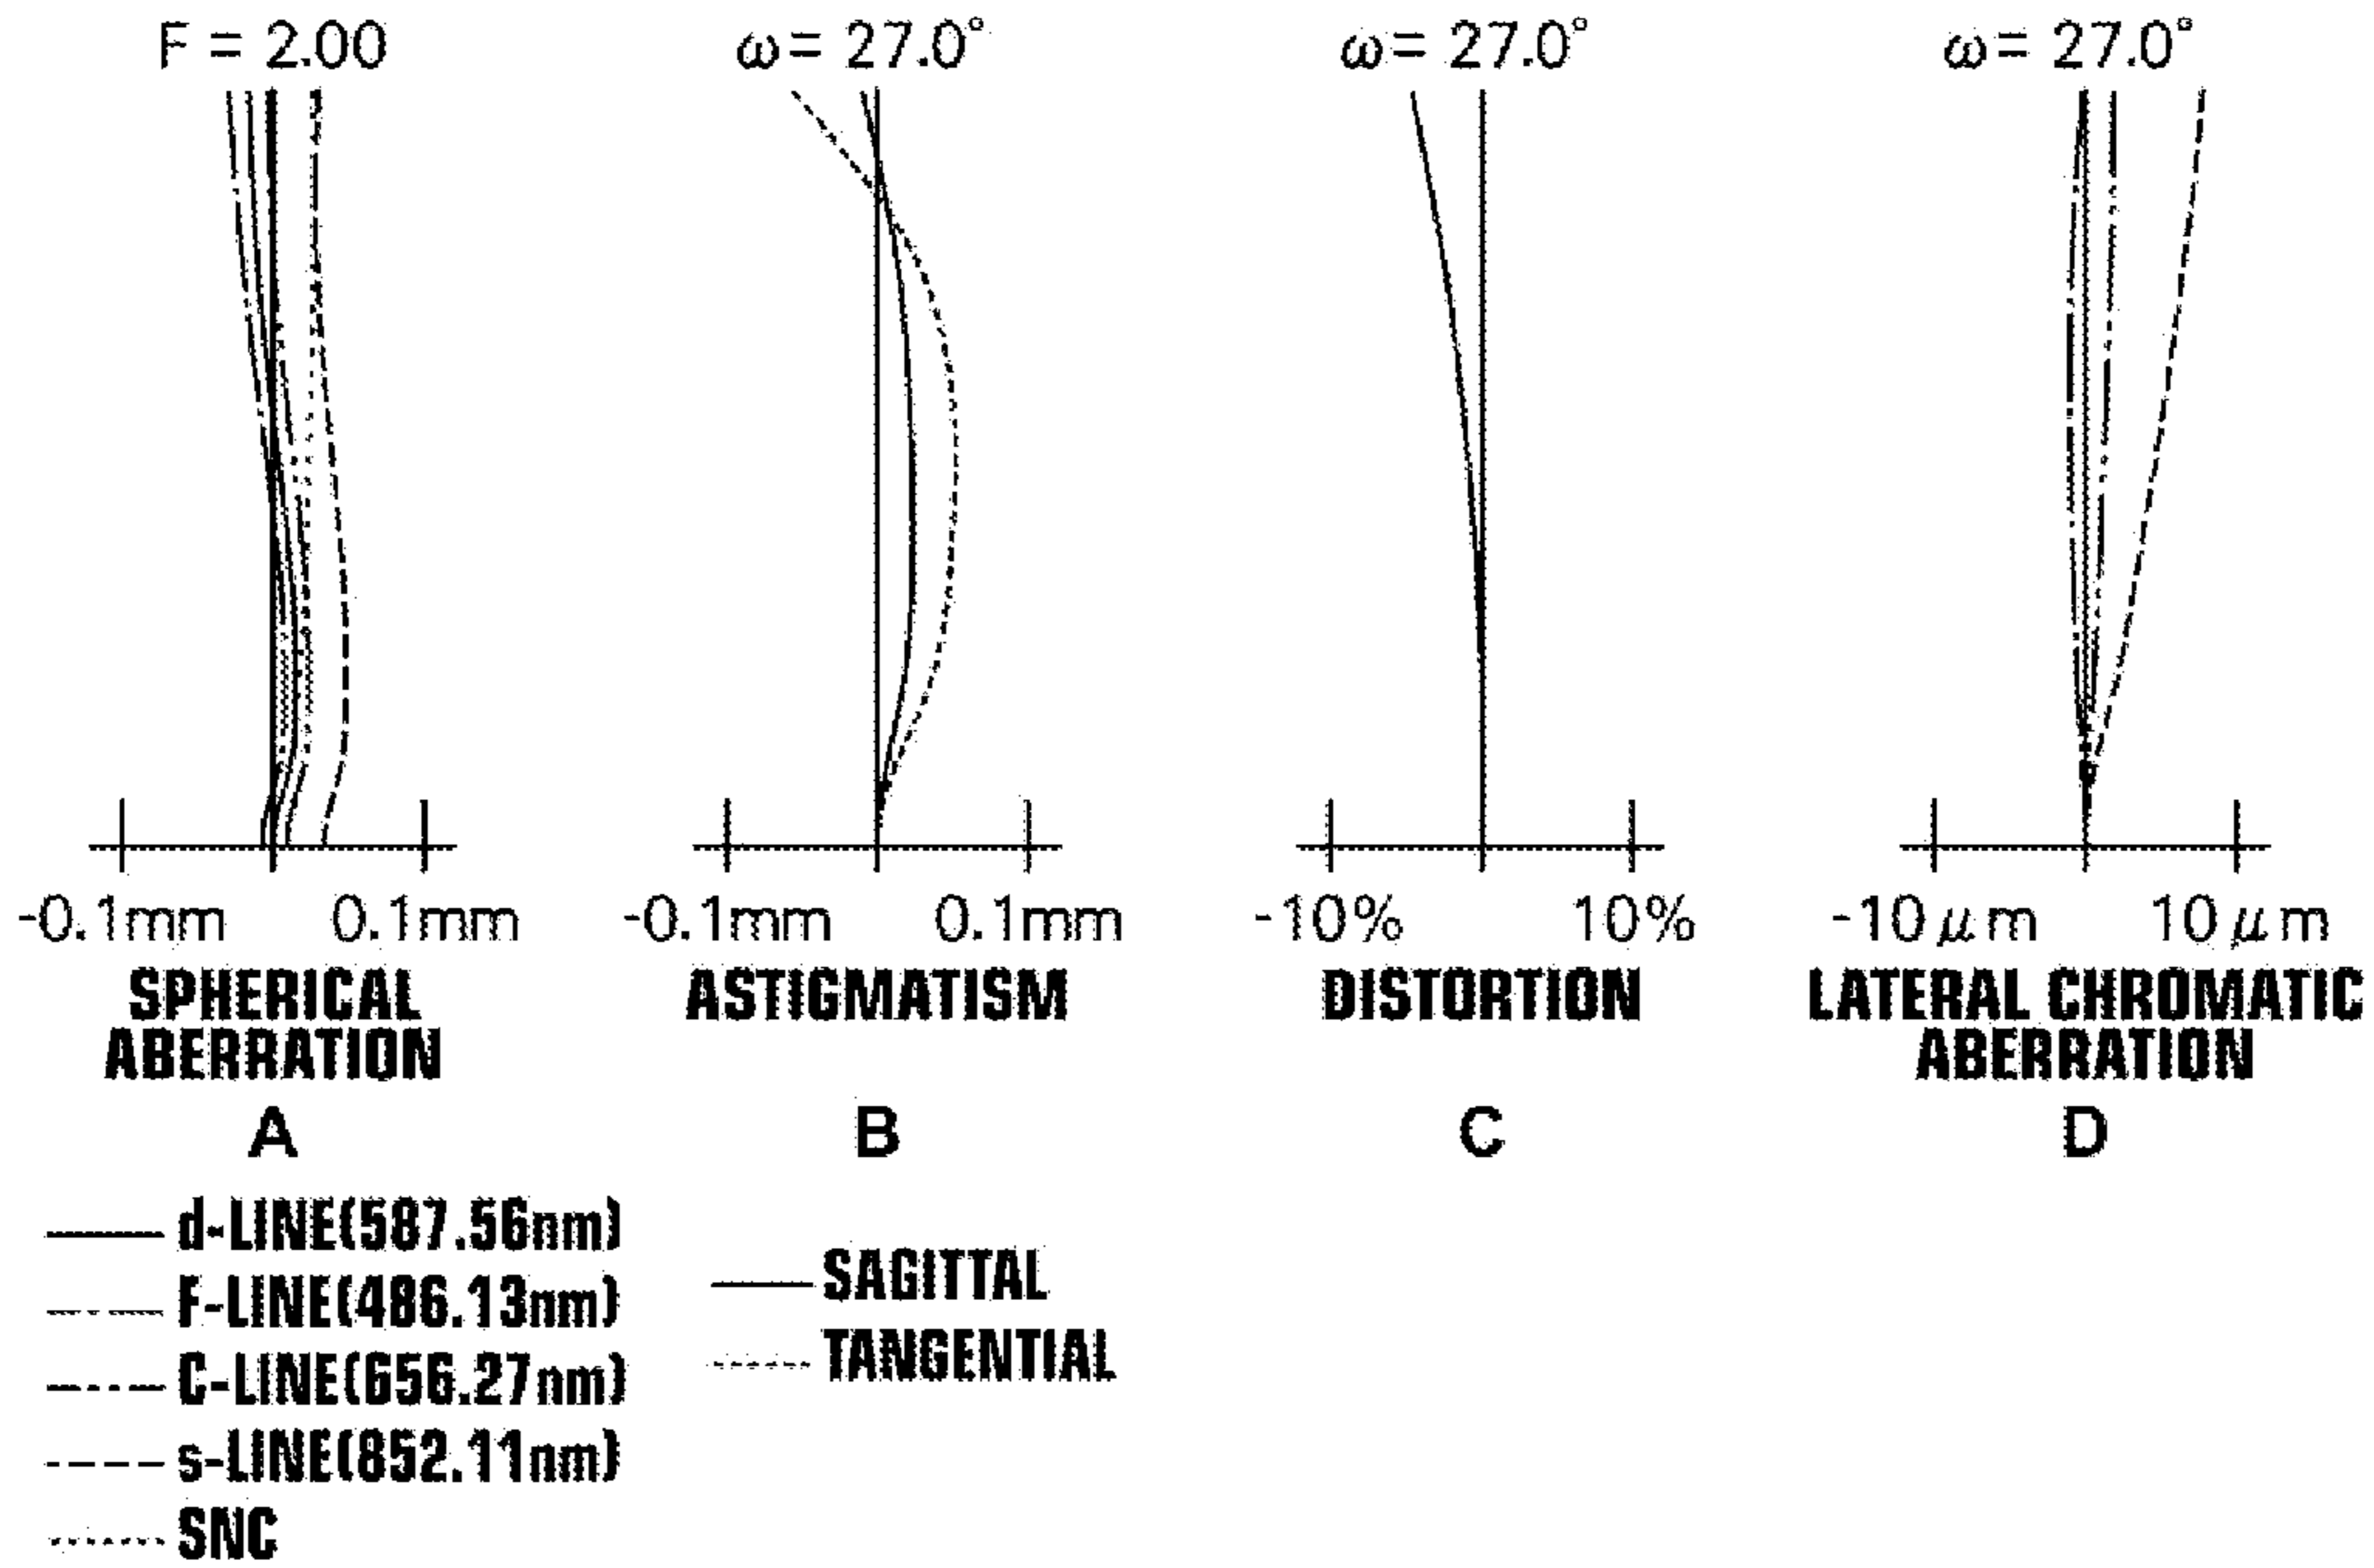 F = 2.00
ω = 27.0°
ω = 27.0°
ω = 27.0°
-0.1mm 0.1mm
-0.1mm 0.1mm
-10% 10%
-10μm 10μm
SPHERICAL
ABERRATION
ASTIGMATISM
DISTORTION
LATERAL CHROMATIC
ABERRATION
A
B
C
D
d-LINE(587.56nm)
F-LINE(486.13nm)
C-LINE(656.27nm)
s-LINE(852.11nm)
SNC
SAGITTAL
TANGENTIAL